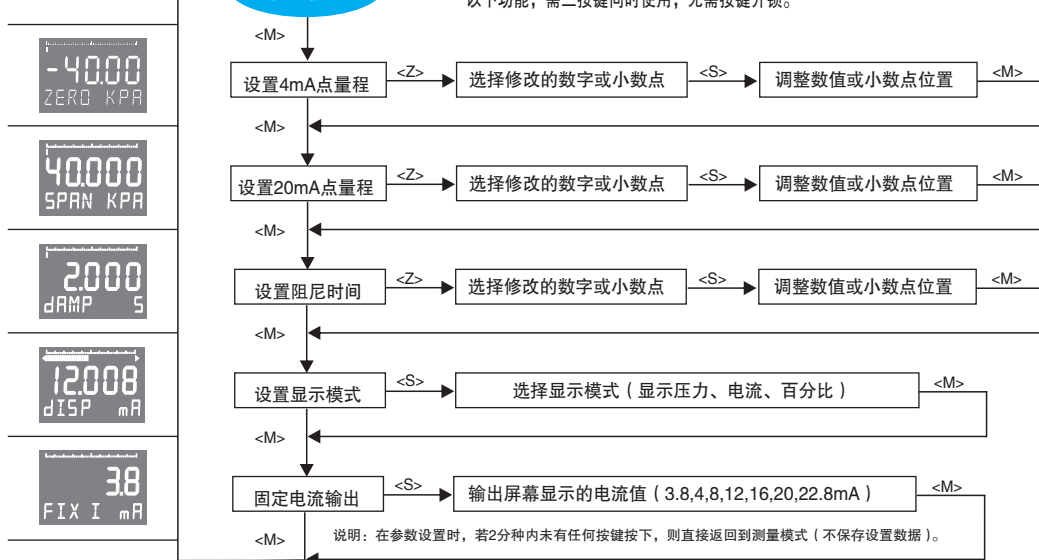 以下功能，需二按键同时使用，无需按键开锁。
<M>
-40.00
ZERO KPA
设置4mA点量程
<Z>
选择修改的数字或小数点
<S>
调整数值或小数点位置
<M>
<M>
40.000
SPAN KPA
设置20mA点量程
<Z>
选择修改的数字或小数点
<S>
调整数值或小数点位置
<M>
<M>
2.000
dAMP S
设置阻尼时间
<Z>
选择修改的数字或小数点
<S>
调整数值或小数点位置
<M>
<M>
12.008
dISP mA
设置显示模式
<S>
选择显示模式（显示压力、电流、百分比）
<M>
<M>
3.8
FIX I mA
固定电流输出
<S>
输出屏幕显示的电流值（3.8,4,8,12,16,20,22.8mA）
<M>
<M>
说明：在参数设置时，若2分种内未有任何按键按下，则直接返回到测量模式（不保存设置数据）。